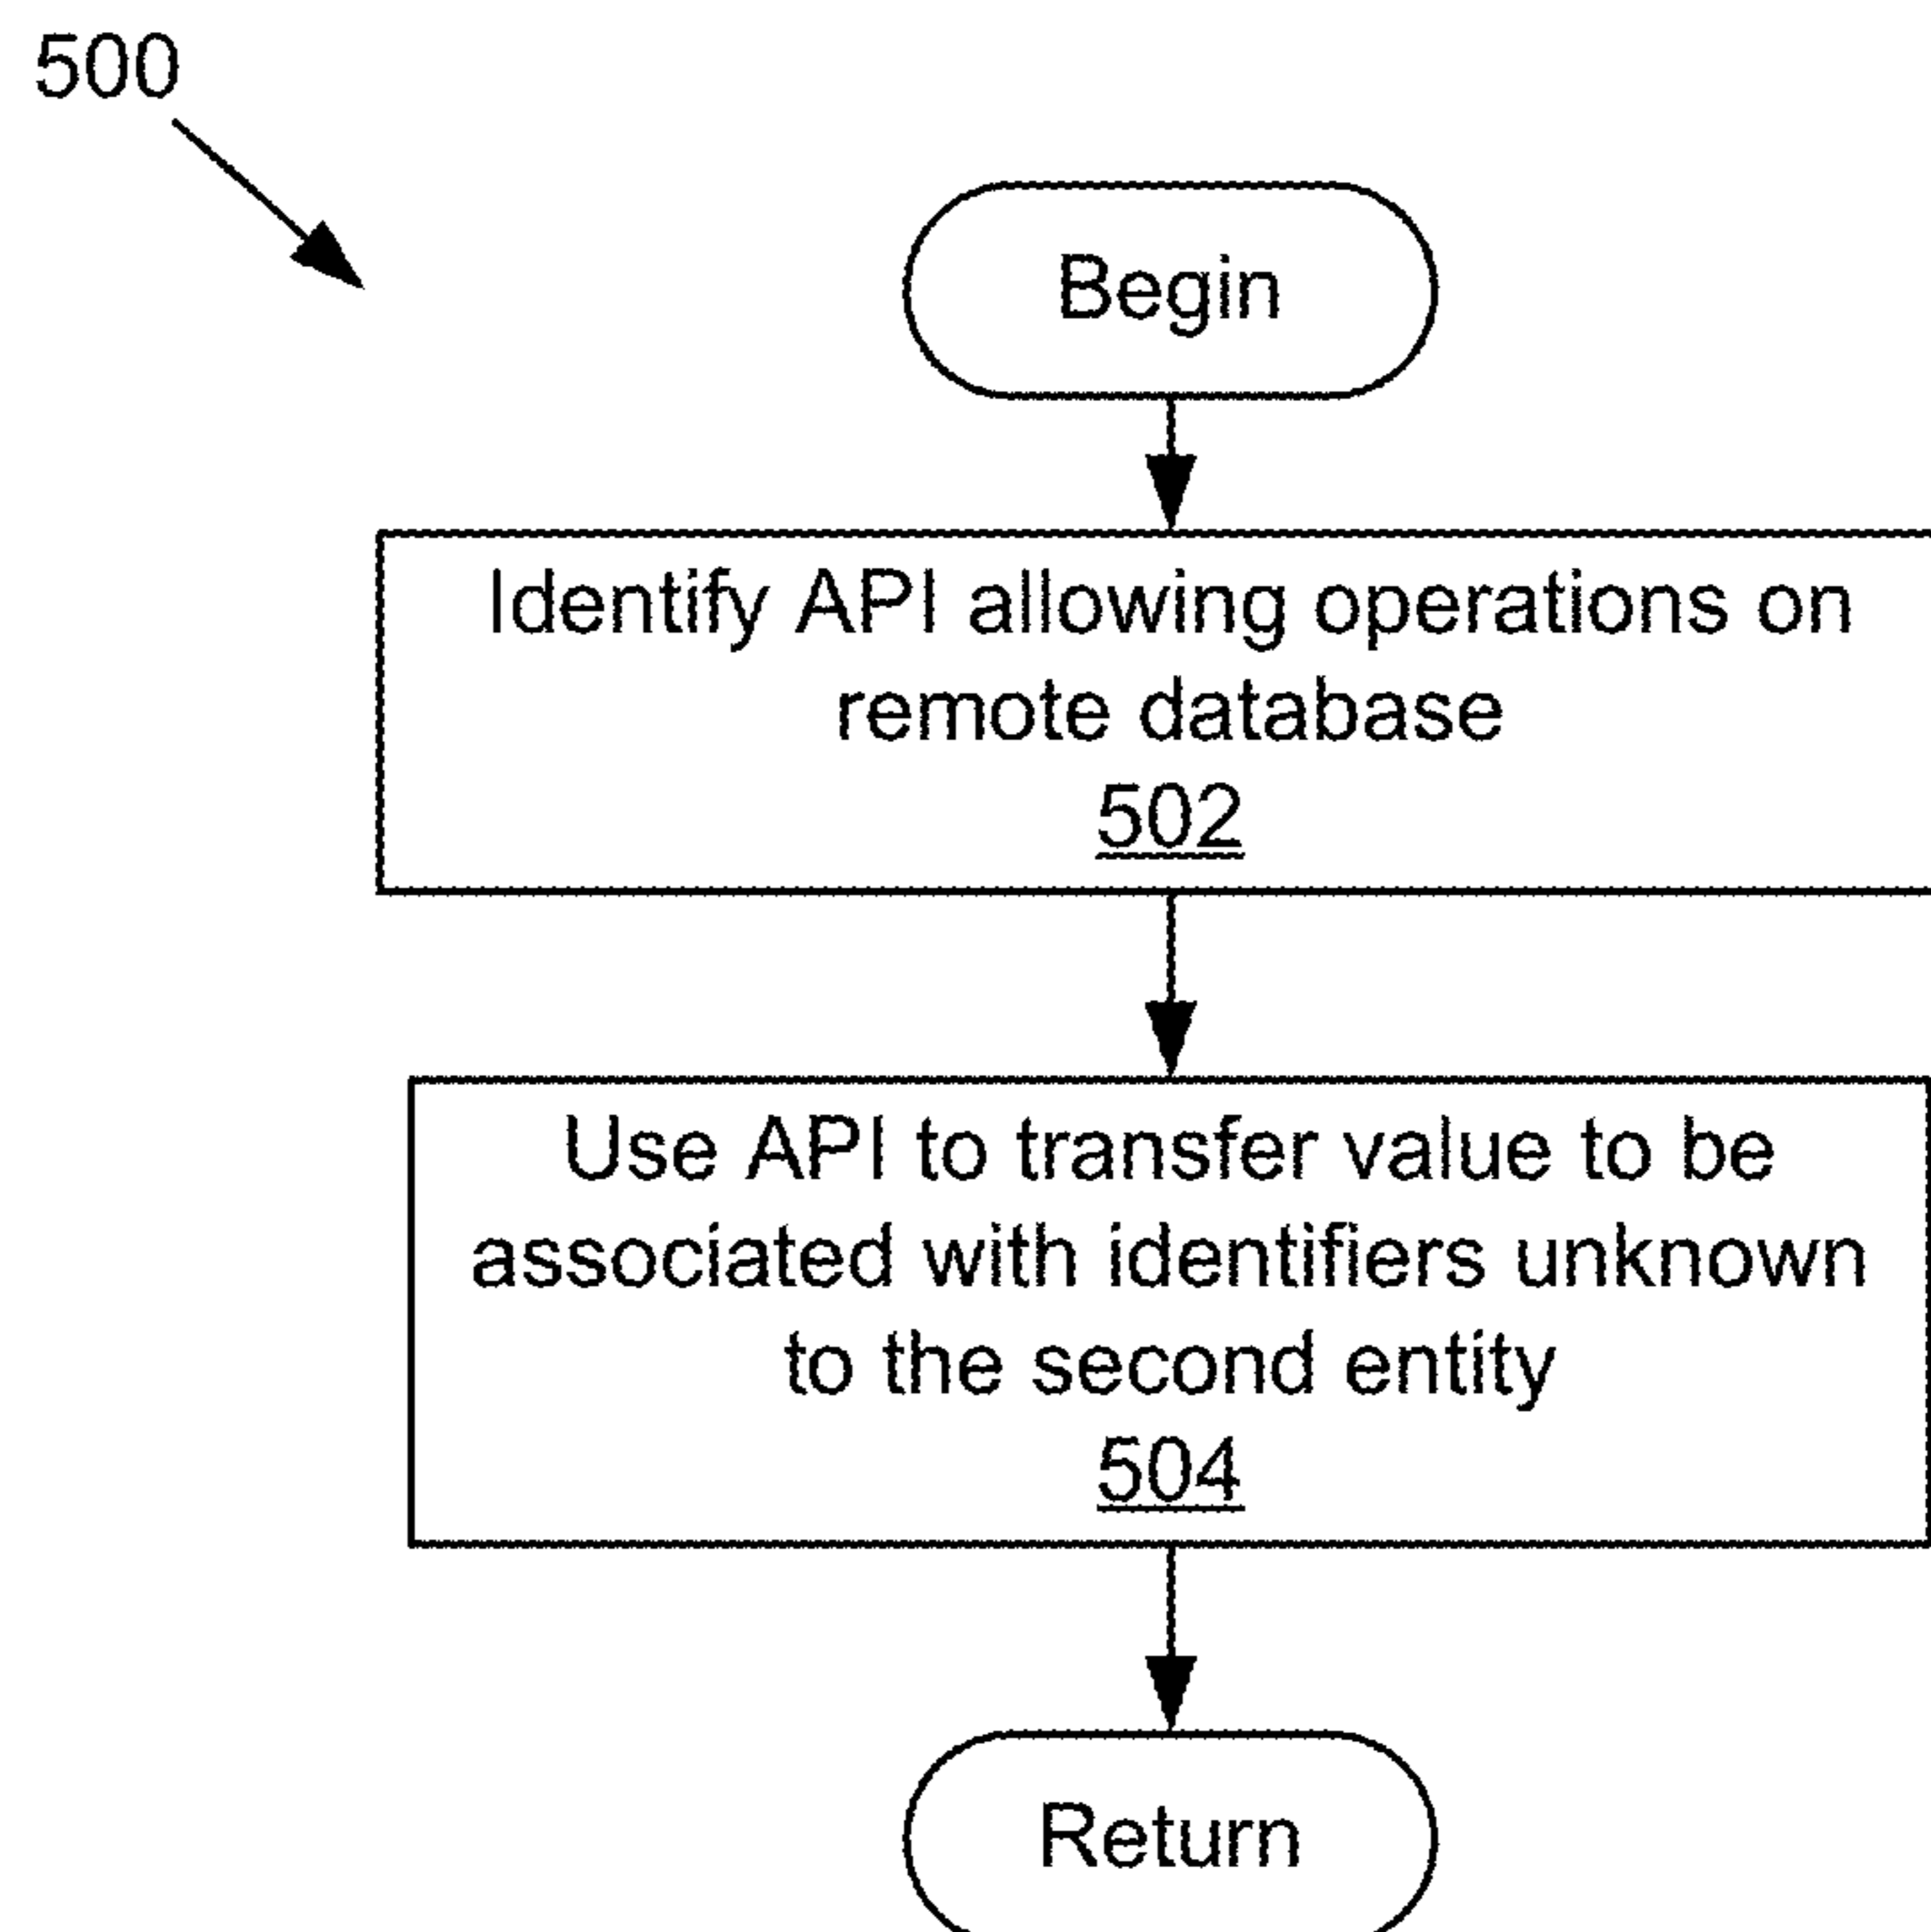 500
Begin
Identify API allowing operations on
remote database
502
Use API to transfer value to be
associated with identifiers unknown
to the second entity
504
Return